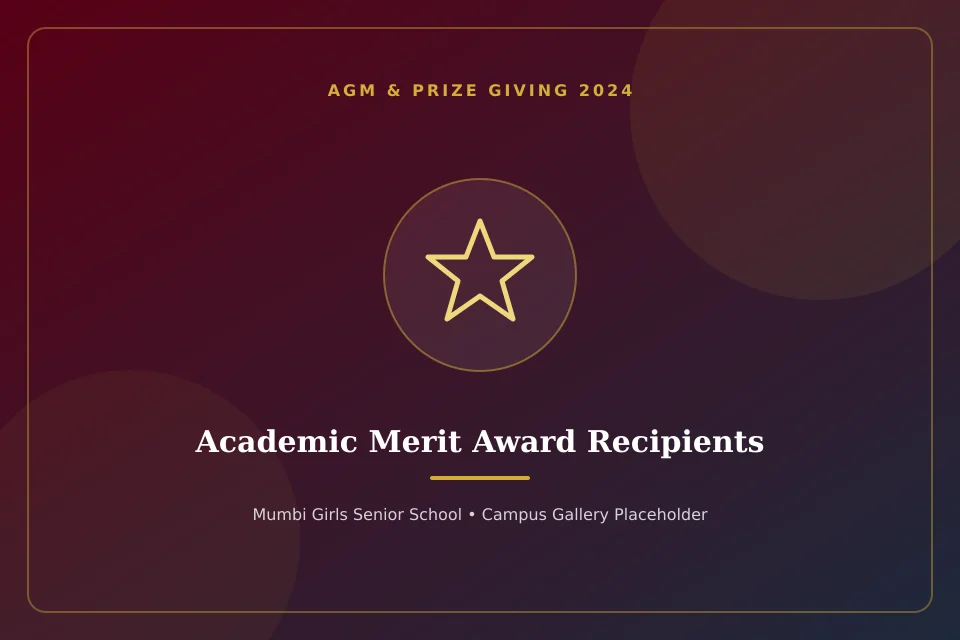 AGM & PRIZE GIVING 2024
Academic Merit Award Recipients
Mumbi Girls Senior School • Campus Gallery Placeholder